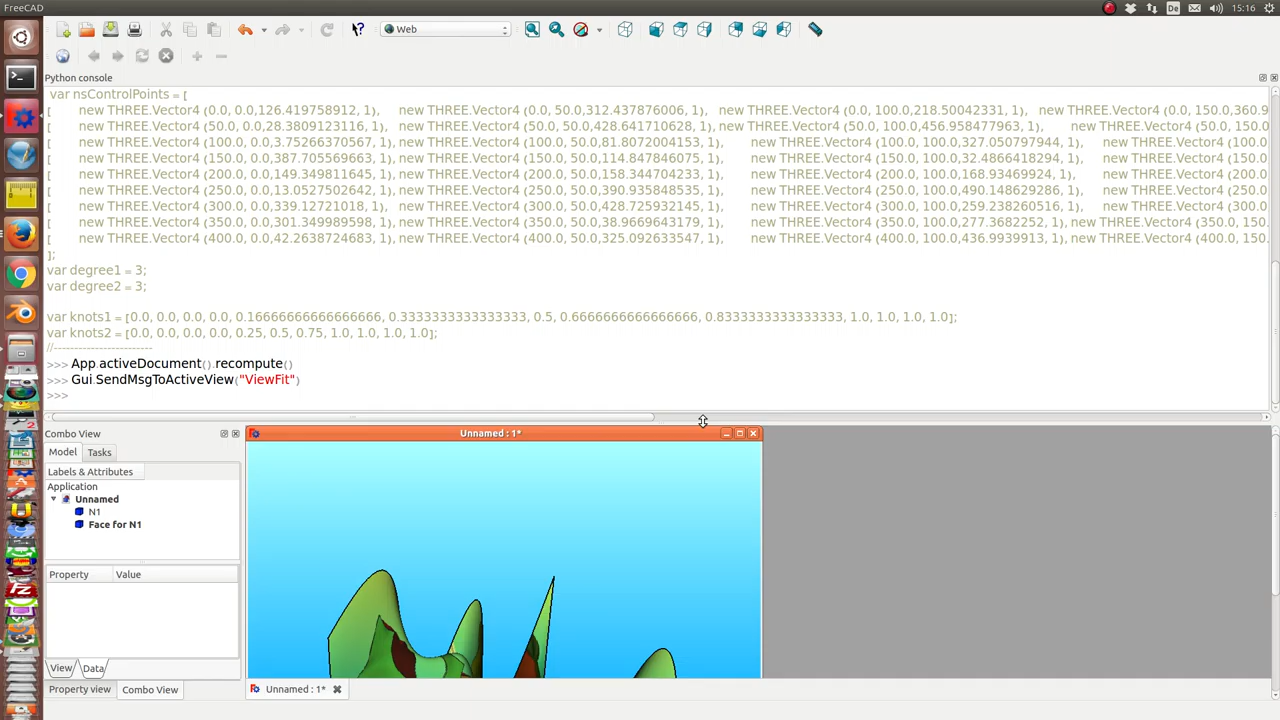 FreeCAD
De
15:16
Web
Python console
var nsControlPoints = [
[ new THREE.Vector4 (0.0, 0.0,126.419758912, 1), new THREE.Vector4 (0.0, 50.0,312.437876006, 1), new THREE.Vector4 (0.0, 100.0,218.50042331, 1), new THREE.Vector4 (0.0, 150.0,360.9
[ new THREE.Vector4 (50.0, 0.0,28.3809123116, 1), new THREE.Vector4 (50.0, 50.0,428.641710628, 1), new THREE.Vector4 (50.0, 100.0,456.958477963, 1), new THREE.Vector4 (50.0, 150.0
[ new THREE.Vector4 (100.0, 0.0,3.75266370567, 1), new THREE.Vector4 (100.0, 50.0,81.8072004153, 1), new THREE.Vector4 (100.0, 100.0,327.050797944, 1), new THREE.Vector4 (100.0
[ new THREE.Vector4 (150.0, 0.0,387.705569663, 1), new THREE.Vector4 (150.0, 50.0,114.847846075, 1), new THREE.Vector4 (150.0, 100.0,32.4866418294, 1), new THREE.Vector4 (150.0
[ new THREE.Vector4 (200.0, 0.0,149.349811645, 1), new THREE.Vector4 (200.0, 50.0,158.344704233, 1), new THREE.Vector4 (200.0, 100.0,168.93469924, 1), new THREE.Vector4 (200.0
[ new THREE.Vector4 (250.0, 0.0,135.527502642, 1), new THREE.Vector4 (250.0, 50.0,390.935848535, 1), new THREE.Vector4 (250.0, 100.0,490.148629286, 1), new THREE.Vector4 (250.0
[ new THREE.Vector4 (300.0, 0.0,339.12721018, 1), new THREE.Vector4 (300.0, 50.0,428.725932145, 1), new THREE.Vector4 (300.0, 100.0,259.238260516, 1), new THREE.Vector4 (300.0
[ new THREE.Vector4 (350.0, 0.0,301.349989598, 1), new THREE.Vector4 (350.0, 50.0,38.9669643179, 1), new THREE.Vector4 (350.0, 100.0,277.3682252, 1), new THREE.Vector4 (350.0, 150
[ new THREE.Vector4 (400.0, 0.0,42.2638724683, 1), new THREE.Vector4 (400.0, 50.0,325.092633547, 1), new THREE.Vector4 (400.0, 100.0,436.9939913, 1), new THREE.Vector4 (400.0, 150.
];
var degree1 = 3;
var degree2 = 3;
var knots1 = [0.0, 0.0, 0.0, 0.0, 0.16666666666666666, 0.3333333333333333, 0.5, 0.6666666666666666, 0.8333333333333333, 1.0, 1.0, 1.0, 1.0];
var knots2 = [0.0, 0.0, 0.0, 0.0, 0.25, 0.5, 0.75, 1.0, 1.0, 1.0, 1.0];
//------------------------
>>> App.activeDocument().recompute()
>>> Gui.SendMsgToActiveView("ViewFit")
>>>
Combo View
Unnamed : 1*
Model Tasks
Labels & Attributes
Application
Unnamed
N1
Face for N1
Property Value
View Data
Property view Combo View
Unnamed : 1*